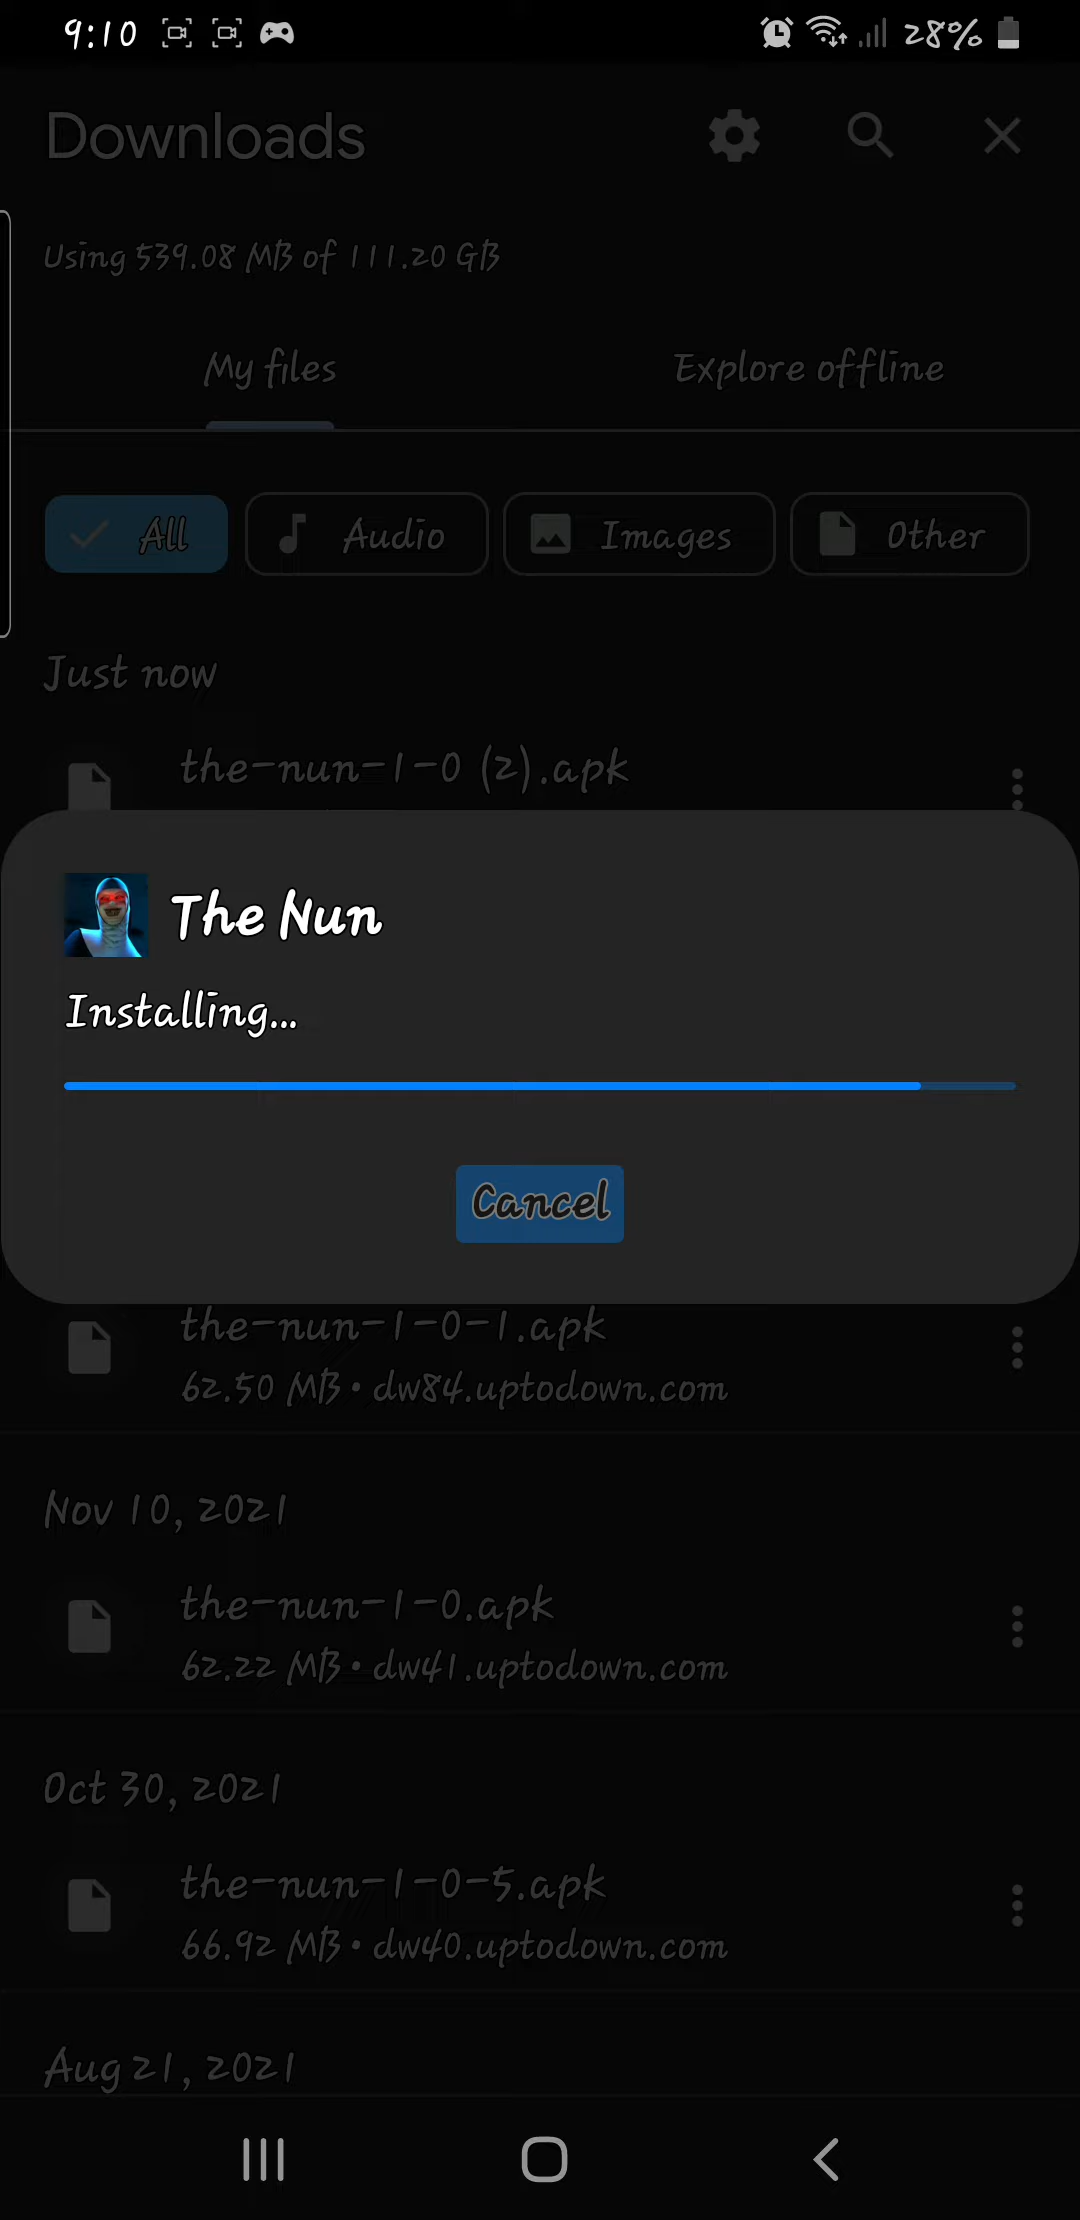 9:10 28%
Downloads
Using 539.08 MB of 111.20 GB
My files Explore offline
All Audio Images Other
Just now
the-nun-1-0 (2).apk
The Nun
Installing...
Cancel
the-nun-1-0-1.apk
62.50 MB • dw84.uptodown.com
Nov 10, 2021
the-nun-1-0.apk
62.22 MB • dw41.uptodown.com
Oct 30, 2021
the-nun-1-0-5.apk
66.92 MB • dw40.uptodown.com
Aug 21, 2021